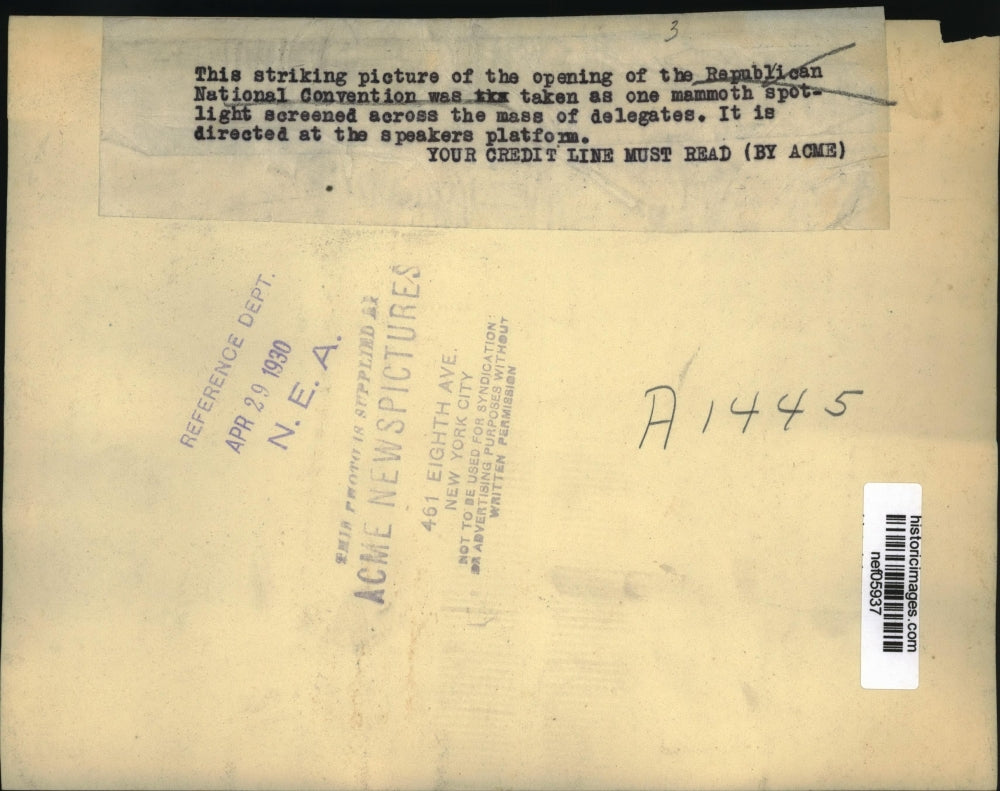 3
This striking picture of the opening of the Republican
National Convention was txx taken as one mammoth spot-
light screened across the mass of delegates. It is
directed at the speakers platform.
YOUR CREDIT LINE MUST READ (BY ACME)
REFERENCE DEPT.
APR 29 1930
N. E. A.
THIS PHOTO IS SUPPLIED BY
ACME NEWSPICTURES
461 EIGHTH AVE.
NEW YORK CITY
NOT TO BE USED FOR SYNDICATION
OR ADVERTISING PURPOSES WITHOUT
WRITTEN PERMISSION
A1445
historicimages.com
nef05937